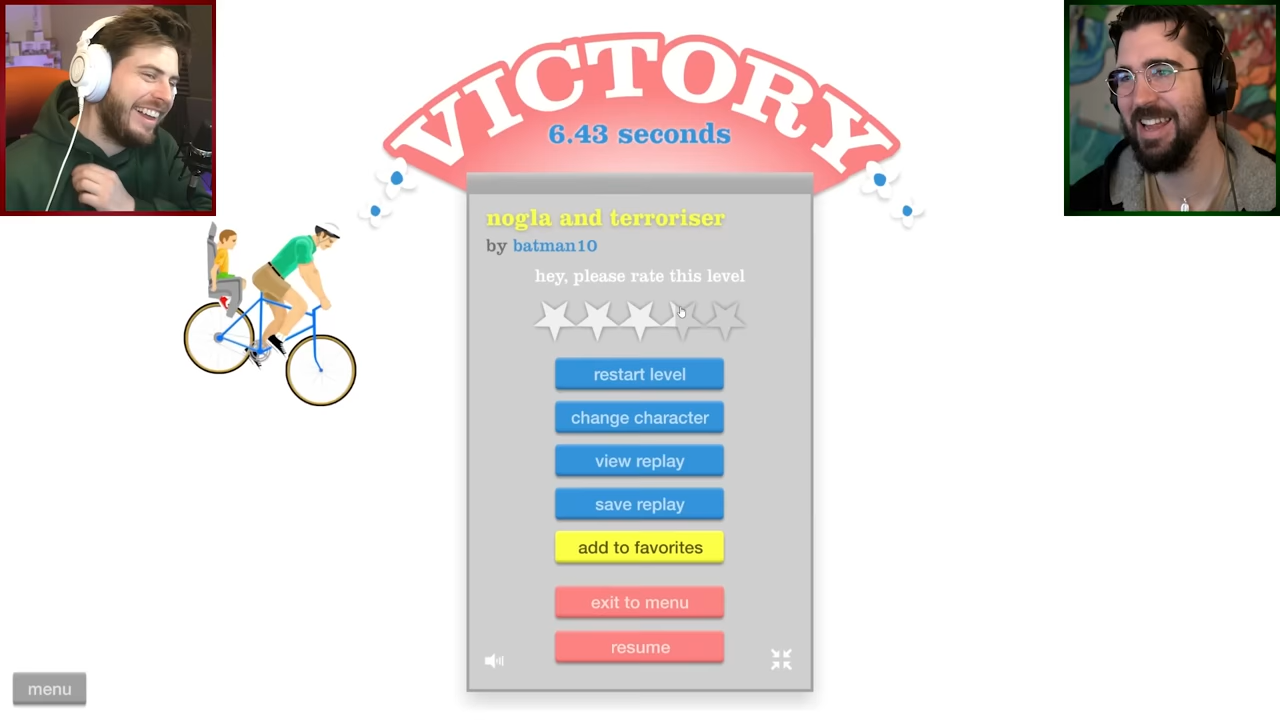 VICTORY
6.43 seconds
nogla and terroriser
by batman10
hey, please rate this level
restart level
change character
view replay
save replay
add to favorites
exit to menu
resume
menu